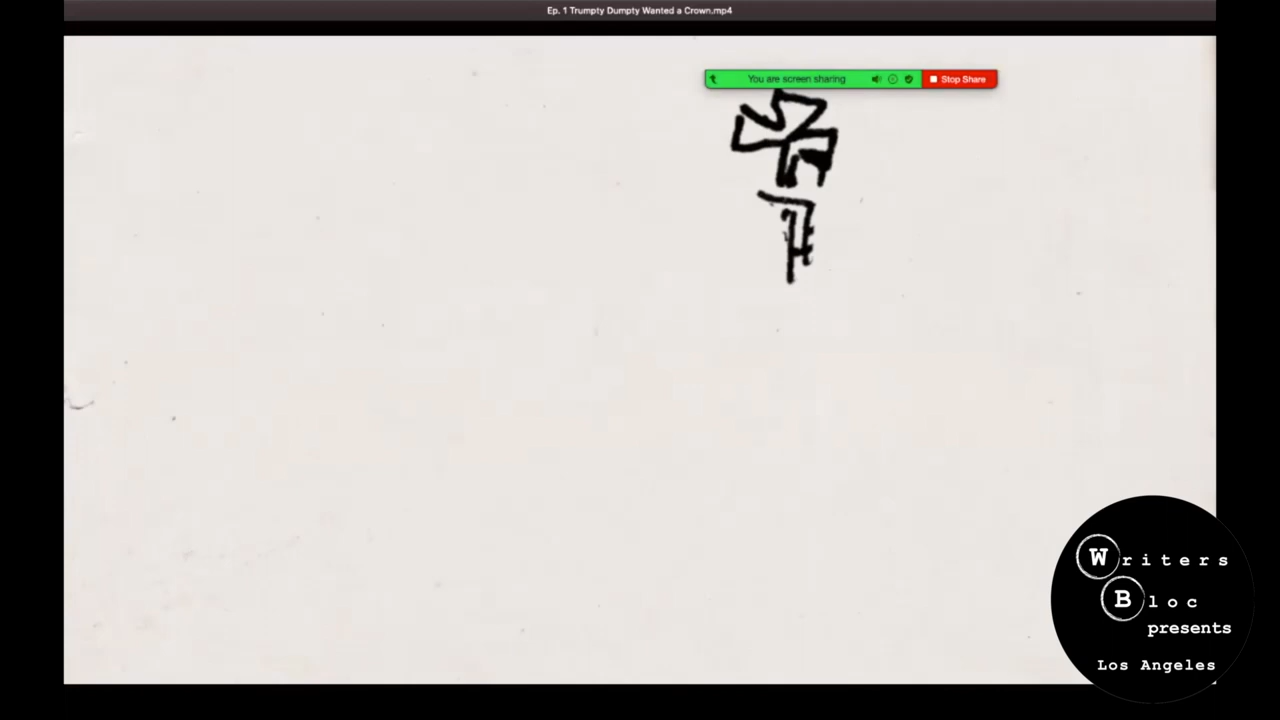 Ep. 1 Trumpty Dumpty Wanted a Crown.mp4
You are screen sharing
Stop Share
Writers
Bloc
presents
Los Angeles